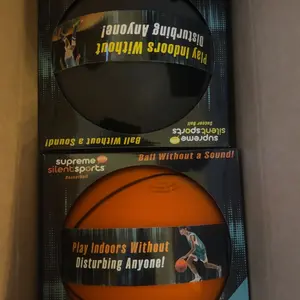 Play Indoors Without
Disturbing Anyone!
Ball Without a Sound!
supreme
silentsports
Soccer Ball
supreme
silentsports
Basketball
Ball Without a Sound!
Play Indoors Without
Disturbing Anyone!